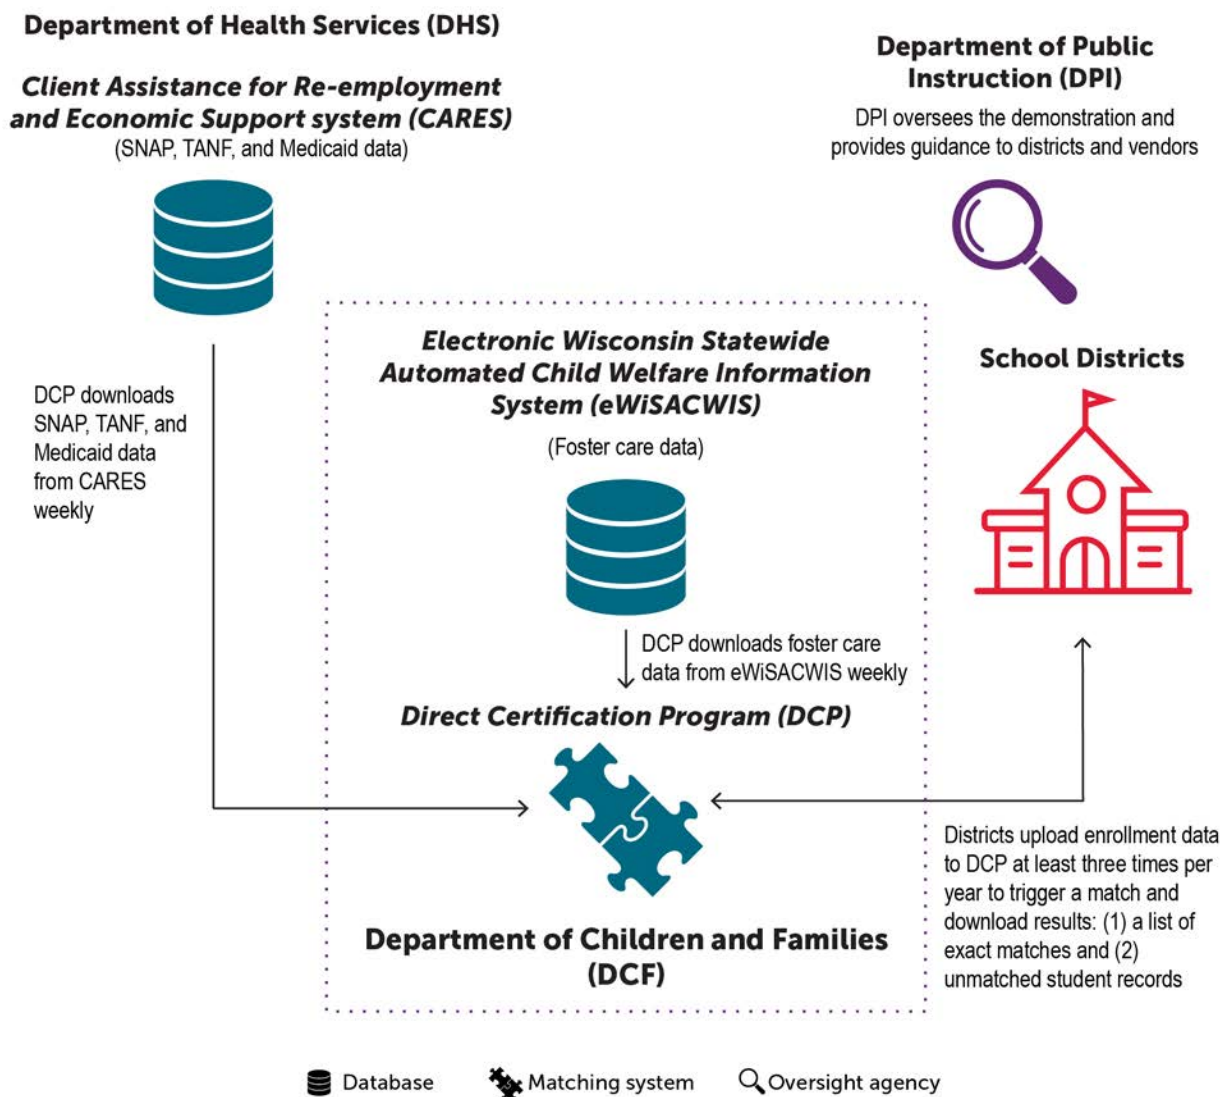 Department of Health Services (DHS)
Client Assistance for Re-employment
and Economic Support system (CARES)
(SNAP, TANF, and Medicaid data)
Department of Public
Instruction (DPI)
DPI oversees the demonstration and
provides guidance to districts and vendors
DCP downloads
SNAP, TANF, and
Medicaid data
from CARES
weekly
Electronic Wisconsin Statewide
Automated Child Welfare Information
System (eWiSACWIS)
(Foster care data)
School Districts
DCP downloads foster care
data from eWiSACWIS weekly
Direct Certification Program (DCP)
Department of Children and Families
(DCF)
Districts upload enrollment data
to DCP at least three times per
year to trigger a match and
download results: (1) a list of
exact matches and (2)
unmatched student records
Database
Matching system
Oversight agency